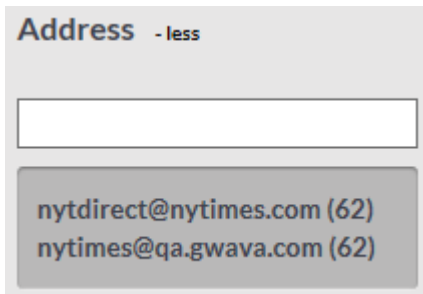 Address - less
nytdirect@nytimes.com (62)
nytimes@qa.gwava.com (62)